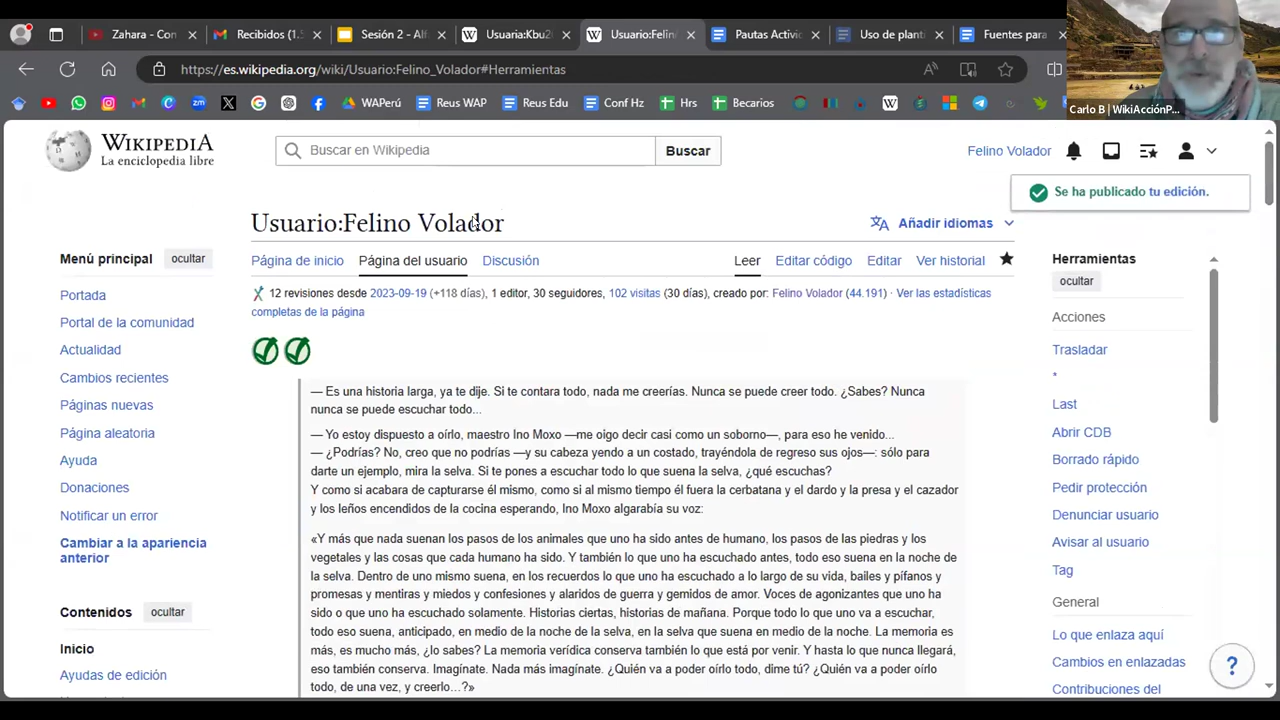 Zahara - Con
Recibidos (1.5
Sesión 2 - Alf
Usuaria:Kbu2
Usuario:Felin
Pautas Activic
Uso de planti
Fuentes para
https://es.wikipedia.org/wiki/Usuario:Felino_Volador#Herramientas
WAPerú
Reus WAP
Reus Edu
Conf Hz
Hrs
Becarios
Carlo B | WikiAcciónP...
WIKIPEDIA
La enciclopedia libre
Buscar en Wikipedia
Buscar
Felino Volador
Se ha publicado tu edición.
Usuario:Felino Volador
Añadir idiomas
Página de inicio
Página del usuario
Discusión
Leer
Editar código
Editar
Ver historial
12 revisiones desde 2023-09-19 (+118 días), 1 editor, 30 seguidores, 102 visitas (30 días), creado por: Felino Volador (44.191) · Ver las estadísticas
completas de la página
Menú principal
ocultar
Portada
Portal de la comunidad
Actualidad
Cambios recientes
Páginas nuevas
Página aleatoria
Ayuda
Donaciones
Notificar un error
Cambiar a la apariencia
anterior
Contenidos
ocultar
Inicio
Ayudas de edición
— Es una historia larga, ya te dije. Si te contara todo, nada me creerías. Nunca se puede creer todo. ¿Sabes? Nunca
nunca se puede escuchar todo...
— Yo estoy dispuesto a oírlo, maestro Ino Moxo —me oigo decir casi como un soborno—, para eso he venido...
— ¿Podrías? No, creo que no podrías —y su cabeza yendo a un costado, trayéndola de regreso sus ojos—: sólo para
darte un ejemplo, mira la selva. Si te pones a escuchar todo lo que suena la selva, ¿qué escuchas?
Y como si acabara de capturarse él mismo, como si al mismo tiempo él fuera la cerbatana y el dardo y la presa y el cazador
y los leños encendidos de la cocina esperando, Ino Moxo algarabía su voz:
«Y más que nada suenan los pasos de los animales que uno ha sido antes de humano, los pasos de las piedras y los
vegetales y las cosas que cada humano ha sido. Y también lo que uno ha escuchado antes, todo eso suena en la noche de
la selva. Dentro de uno mismo suena, en los recuerdos lo que uno ha escuchado a lo largo de su vida, bailes y pífanos y
promesas y mentiras y miedos y confesiones y alaridos de guerra y gemidos de amor. Voces de agonizantes que uno ha
sido o que uno ha escuchado solamente. Historias ciertas, historias de mañana. Porque todo lo que uno va a escuchar,
todo eso suena, anticipado, en medio de la noche de la selva, en la selva que suena en medio de la noche. La memoria es
más, es mucho más, ¿lo sabes? La memoria verídica conserva también lo que está por venir. Y hasta lo que nunca llegará,
eso también conserva. Imagínate. Nada más imagínate. ¿Quién va a poder oírlo todo, dime tú? ¿Quién va a poder oírlo
todo, de una vez, y creerlo...?»
Herramientas
ocultar
Acciones
Trasladar
*
Last
Abrir CDB
Borrado rápido
Pedir protección
Denunciar usuario
Avisar al usuario
Tag
General
Lo que enlaza aquí
Cambios en enlazadas
Contribuciones del